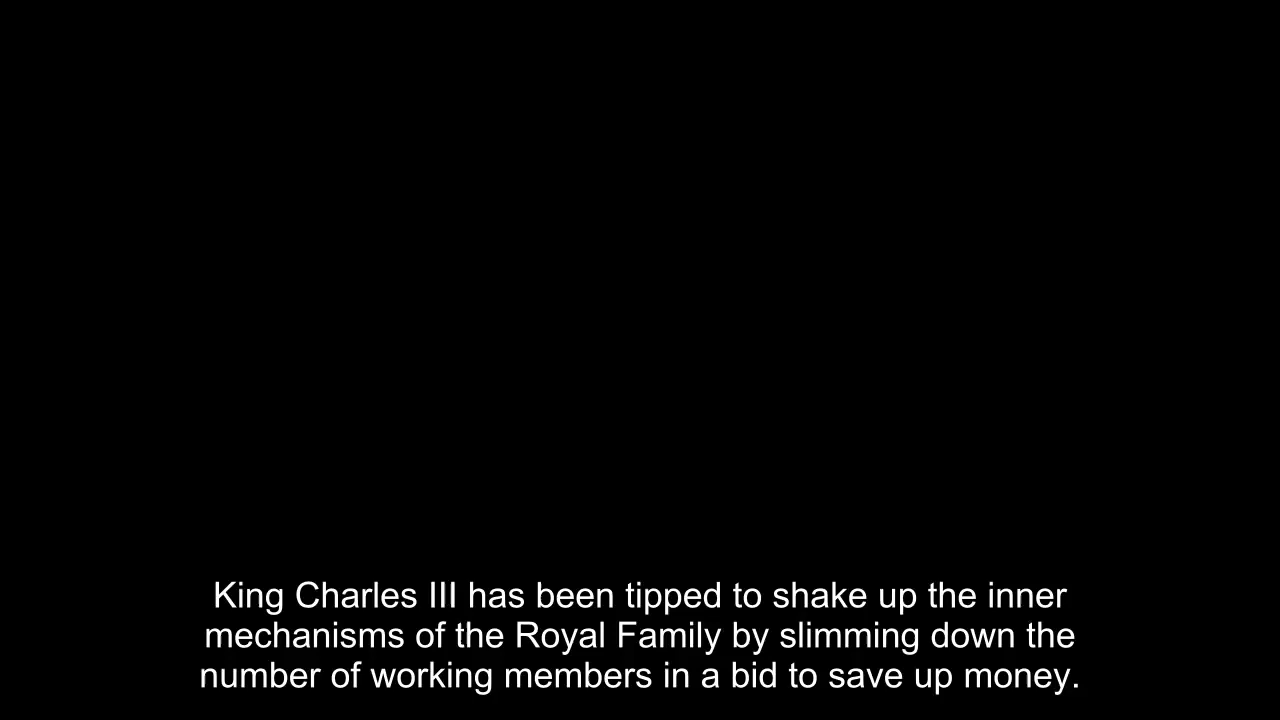 King Charles III has been tipped to shake up the inner
mechanisms of the Royal Family by slimming down the
number of working members in a bid to save up money.